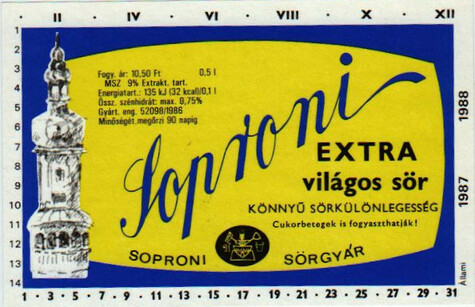 · II · IV · VI · VIII · X · XII
1
2
3
4
5
6
7
8
9
10
11
12
13
14
Fogy. ár: 10,50 Ft 0,5 l
MSZ 9% Extrakt. tart.
Energiatart.: 135 kJ (32 kcal)/0,1 l
Össz. szénhidrát: max. 0,75%
Gyárt. eng. 52098/1986
Minőségét megőrzi 90 napig
Soproni
EXTRA
világos sör
KÖNNYŰ SÖRKÜLÖNLEGESSÉG
Cukorbetegek is fogyaszthatják!
SOPRONI SÖRGYÁR
1987 1988
Állami
1 · 3 · 5 · 7 · 9 · 11 · 13 · 15 · 17 · 19 · 21 · 23 · 25 · 27 · 29 · 31